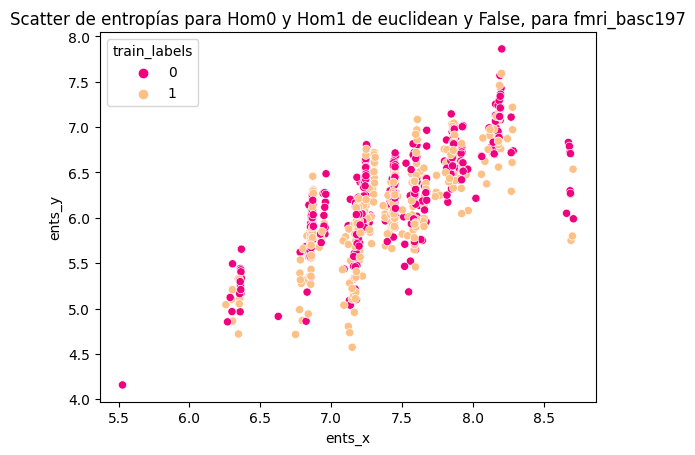 Scatter de entropías para Hom0 y Hom1 de euclidean y False, para fmri_basc197
train_labels
0
1
8.0
7.5
7.0
6.5
6.0
5.5
5.0
4.5
4.0
ents_y
5.5 6.0 6.5 7.0 7.5 8.0 8.5
ents_x